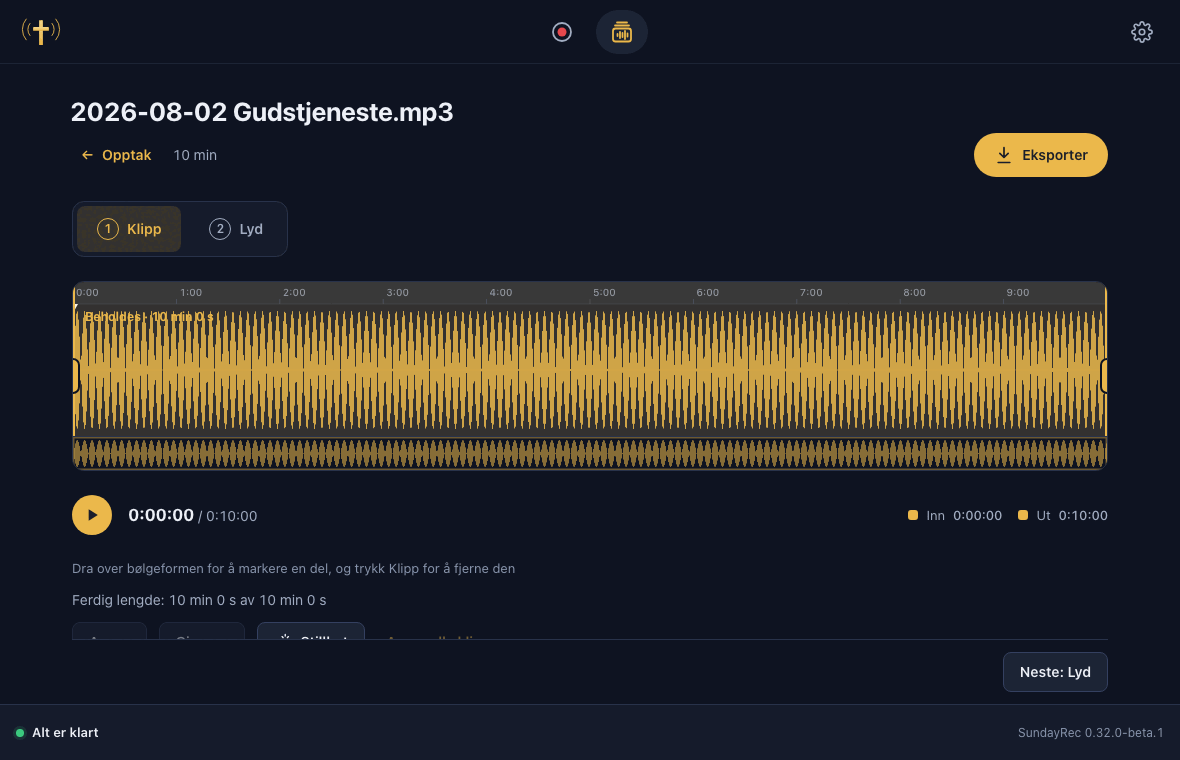 2026-08-02 Gudstjeneste.mp3
← Opptak 10 min
Eksporter
1 Klipp 2 Lyd
0:00 1:00 2:00 3:00 4:00 5:00 6:00 7:00 8:00 9:00
Beholdes · 10 min 0 s
0:00:00 / 0:10:00
Inn 0:00:00 Ut 0:10:00
Dra over bølgeformen for å markere en del, og trykk Klipp for å fjerne den
Ferdig lengde: 10 min 0 s av 10 min 0 s
Neste: Lyd
Alt er klart
SundayRec 0.32.0-beta.1